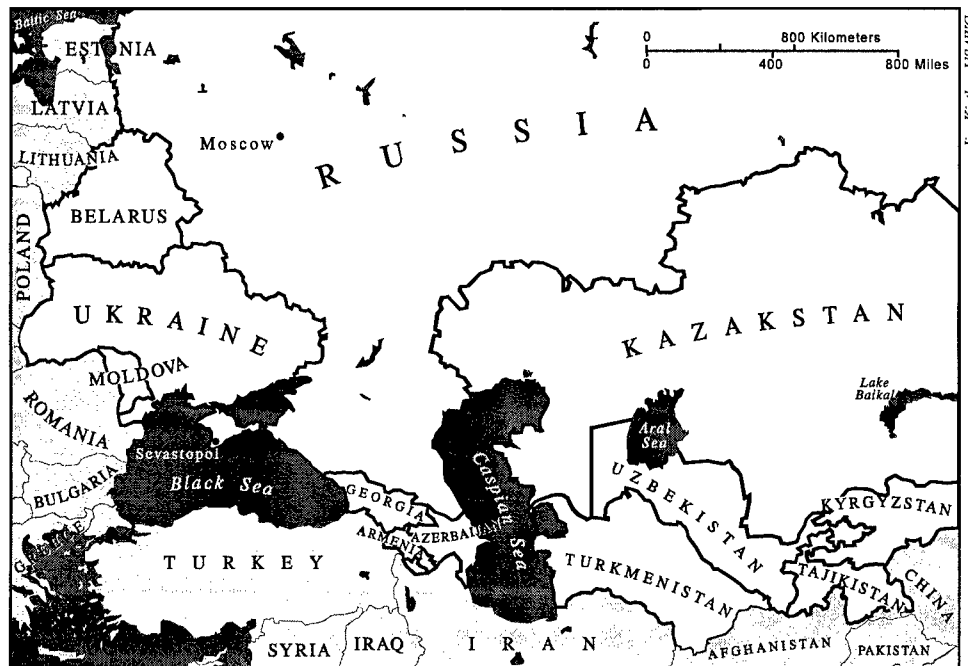 Baltic Sea
ESTONIA
0 800 Kilometers
0 400 800 Miles
LATVIA
Moscow
RUSSIA
LITHUANIA
BELARUS
POLAND
UKRAINE
KAZAKSTAN
MOLDOVA
Lake
Baikal
ROMANIA
Aral
Sea
Sevastopol
Black Sea
Caspian Sea
BULGARIA
GEORGIA
UZBEKISTAN
KYRGYZSTAN
ARMENIA
AZERBAIJAN
TURKEY
TURKMENISTAN
TAJIKISTAN
CHINA
SYRIA
IRAQ
IRAN
AFGHANISTAN
PAKISTAN